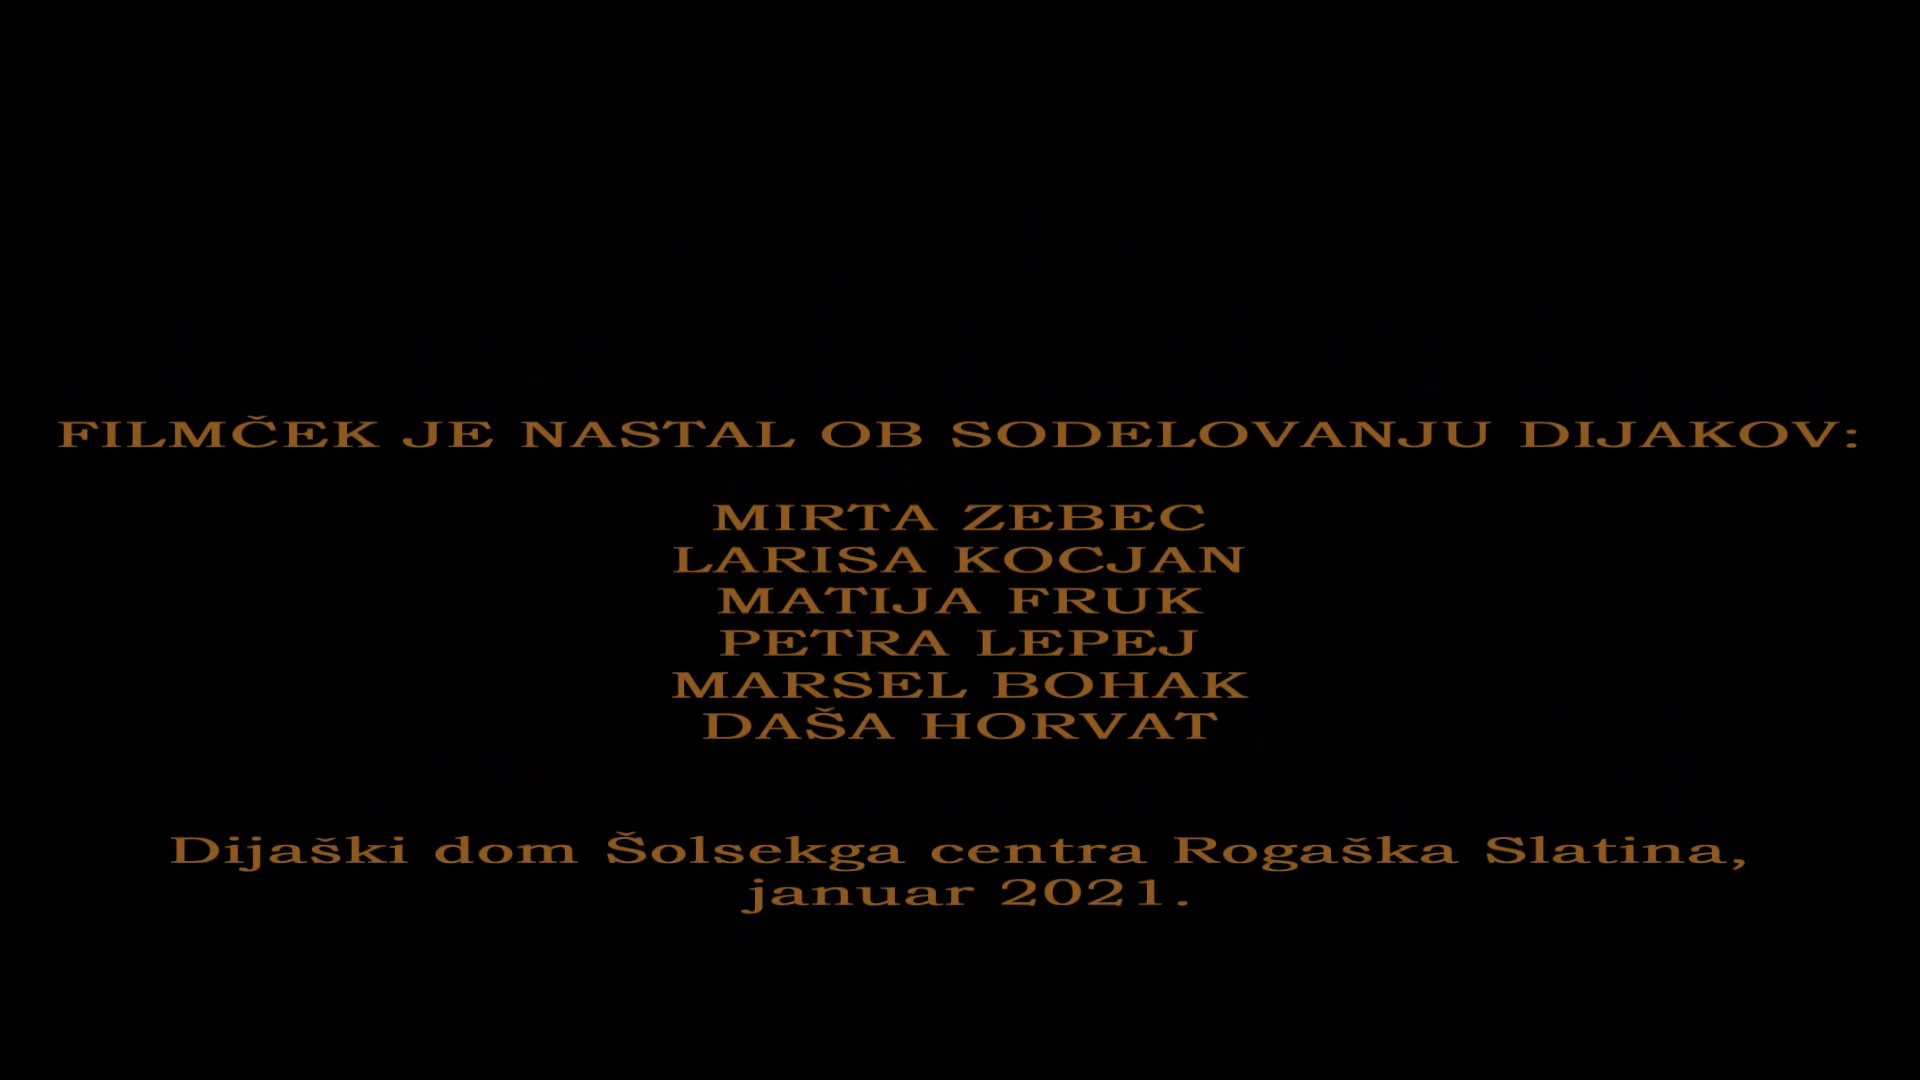 FILMČEK JE NASTAL OB SODELOVANJU DIJAKOV:
MIRTA ZEBEC
LARISA KOCJAN
MATIJA FRUK
PETRA LEPEJ
MARSEL BOHAK
DAŠA HORVAT
Dijaški dom Šolsekga centra Rogaška Slatina,
januar 2021.